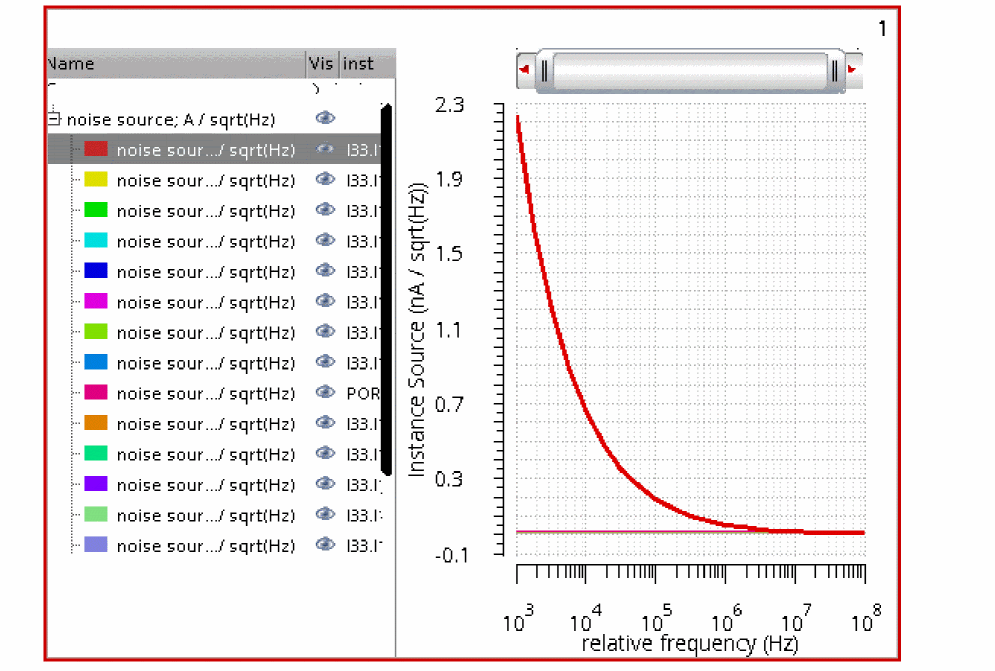 1
Name Vis inst
noise source; A / sqrt(Hz)
noise sour.../ sqrt(Hz) I33.I
noise sour.../ sqrt(Hz) I33.I
noise sour.../ sqrt(Hz) I33.I
noise sour.../ sqrt(Hz) I33.I
noise sour.../ sqrt(Hz) I33.I
noise sour.../ sqrt(Hz) I33.I
noise sour.../ sqrt(Hz) I33.I
noise sour.../ sqrt(Hz) I33.I
noise sour.../ sqrt(Hz) POR
noise sour.../ sqrt(Hz) I33.I
noise sour.../ sqrt(Hz) I33.I
noise sour.../ sqrt(Hz) I33.I
noise sour.../ sqrt(Hz) I33.I
noise sour.../ sqrt(Hz) I33.I
Instance Source (nA / sqrt(Hz))
2.3
1.9
1.5
1.1
0.7
0.3
-0.1
10^3 10^4 10^5 10^6 10^7 10^8
relative frequency (Hz)